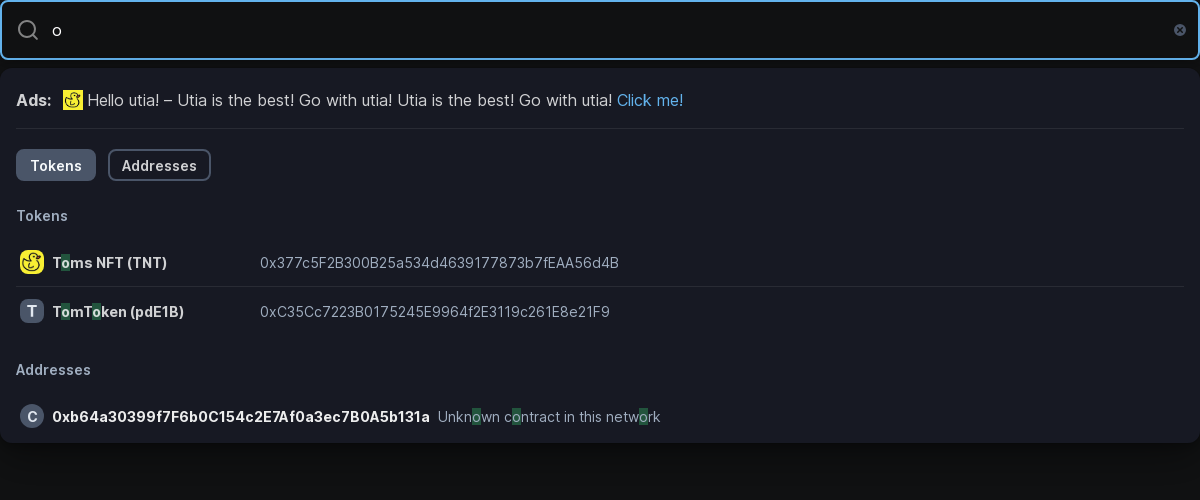 o
Ads: Hello utia! – Utia is the best! Go with utia! Utia is the best! Go with utia! Click me!
Tokens Addresses
Tokens
Toms NFT (TNT) 0x377c5F2B300B25a534d4639177873b7fEAA56d4B
T TomToken (pdE1B) 0xC35Cc7223B0175245E9964f2E3119c261E8e21F9
Addresses
C 0xb64a30399f7F6b0C154c2E7Af0a3ec7B0A5b131a Unknown contract in this network